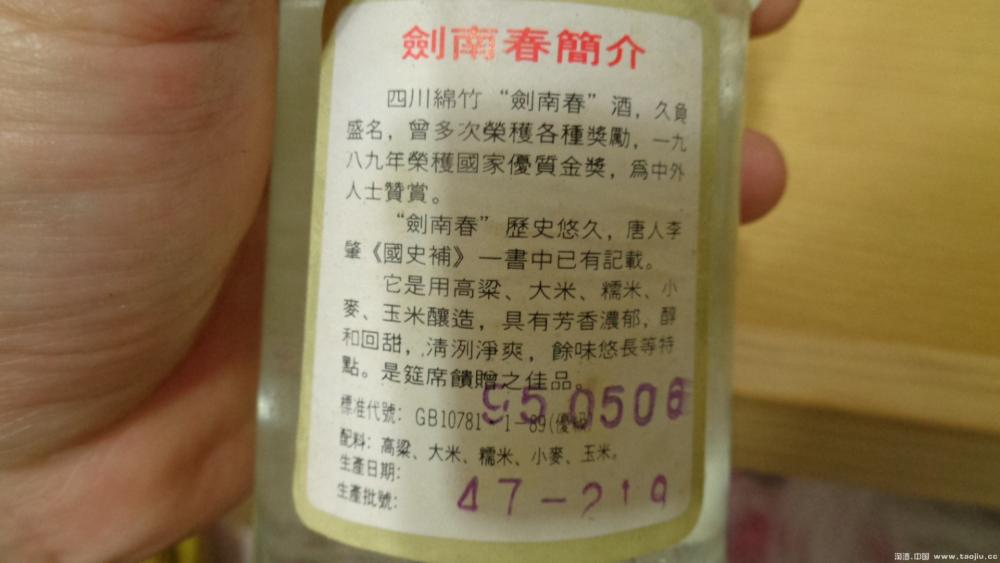 劍南春簡介
四川綿竹“劍南春”酒，久負
盛名，曾多次榮穫各種獎勵，一九
八九年榮穫國家優質金獎，爲中外
人士贊賞。
“劍南春”歷史悠久，唐人李
肇《國史補》一書中已有記載。
它是用高粱、大米、糯米、小
麥、玉米釀造，具有芳香濃郁，醇
和回甜，清洌淨爽，餘味悠長等特
點。是筵席饋贈之佳品。
標准代號：GB10781·1-89(優級)
950506
配料：高粱、大米、糯米、小麥、玉米。
生產日期：
生產批號：
47-219
淘酒.中国 www.taojiu.cc